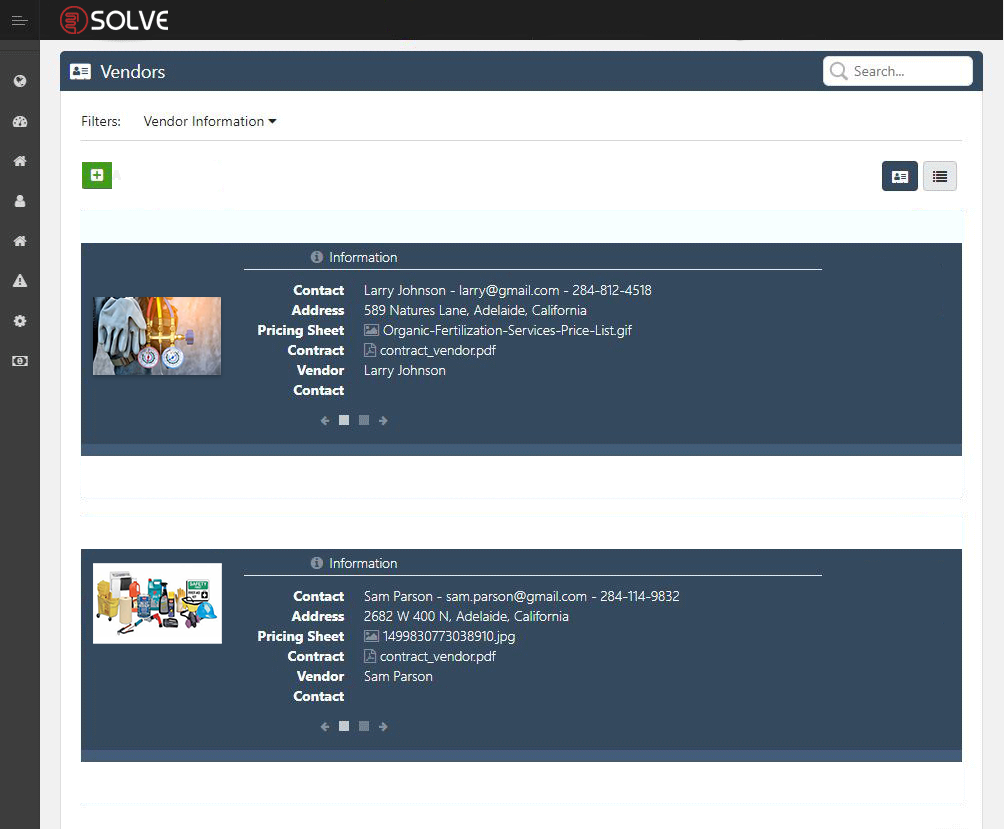 SOLVE
Vendors
Search...
Filters: Vendor Information
Information
Contact Larry Johnson - larry@gmail.com - 284-812-4518
Address 589 Natures Lane, Adelaide, California
Pricing Sheet Organic-Fertilization-Services-Price-List.gif
Contract contract_vendor.pdf
Vendor Larry Johnson
Contact
Information
Contact Sam Parson - sam.parson@gmail.com - 284-114-9832
Address 2682 W 400 N, Adelaide, California
Pricing Sheet 1499830773038910.jpg
Contract contract_vendor.pdf
Vendor Sam Parson
Contact